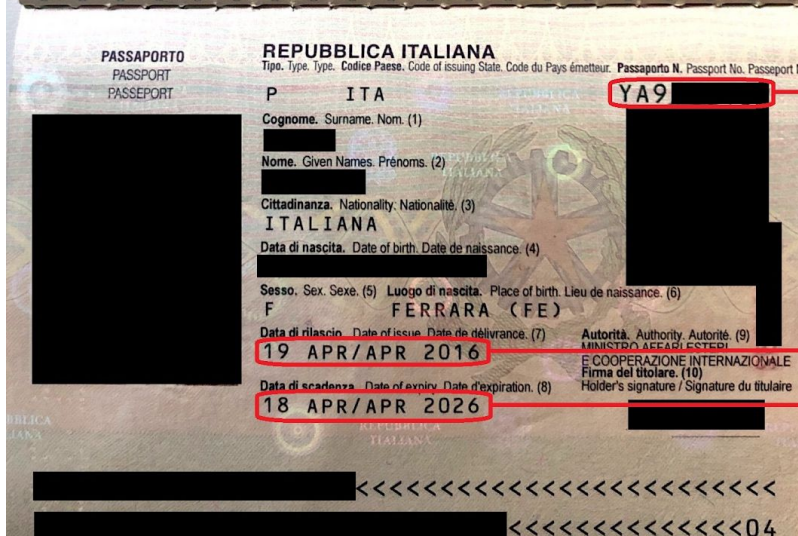 PASSAPORTO
PASSPORT
PASSEPORT
REPUBBLICA ITALIANA
Tipo. Type. Type. Codice Paese. Code of issuing State. Code du Pays émetteur. Passaporto N. Passport No. Passeport
P ITA YA9
Cognome. Surname. Nom. (1)
Nome. Given Names. Prénoms. (2)
Cittadinanza. Nationality. Nationalité. (3)
ITALIANA
Data di nascita. Date of birth. Date de naissance. (4)
Sesso. Sex. Sexe. (5) Luogo di nascita. Place of birth. Lieu de naissance. (6)
F FERRARA (FE)
Data di rilascio. Date of issue. Date de délivrance. (7) Autorità. Authority. Autorité. (9)
19 APR/APR 2016 MINISTRO AFFARI ESTERI
E COOPERAZIONE INTERNAZIONALE
Firma del titolare. (10)
Data di scadenza. Date of expiry. Date d'expiration. (8) Holder's signature / Signature du titulaire
18 APR/APR 2026
REPUBBLICA
ITALIANA
<<<<<<<<<<<<<<<<<<<<<<<<<<
<<<<<<<<<<<<<<04